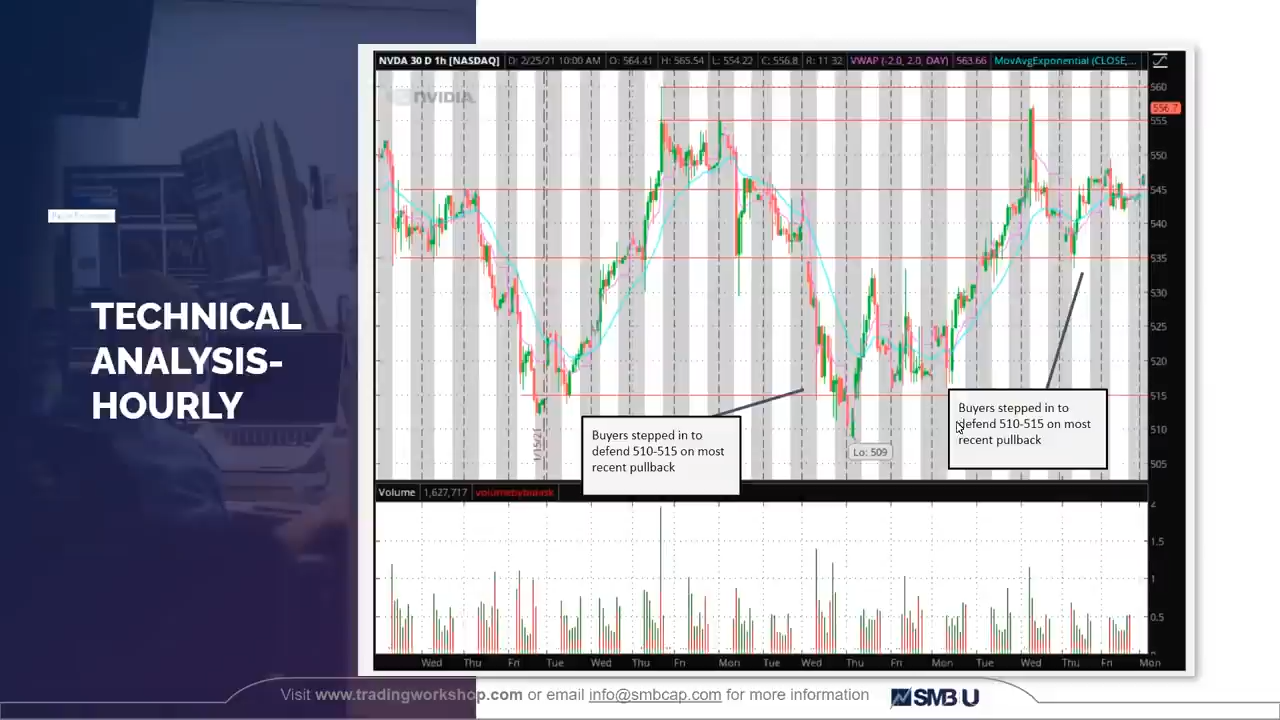 NVDA 30 D 1h [NASDAQ] D: 2/25/21 10:00 AM O: 564.41 H: 565.54 L: 554.22 C: 556.8 R: 11.32 VWAP (-2.0, 2.0, DAY) 563.66 MovAvgExponential (CLOSE,...
NVIDIA
560
556.7
555
550
545
540
535
530
525
520
515
510
505
TECHNICAL
ANALYSIS-
HOURLY
Buyers stepped in to
defend 510-515 on most
recent pullback
Buyers stepped in to
defend 510-515 on most
recent pullback
1/15/21
Lo: 509
Volume 1,627,717
2
1.5
1
0.5
Wed Thu Fri Tue Wed Thu Fri Mon Tue Wed Thu Fri Mon Tue Wed Thu Fri Mon
Visit www.tradingworkshop.com or email info@smbcap.com for more information
SMB U